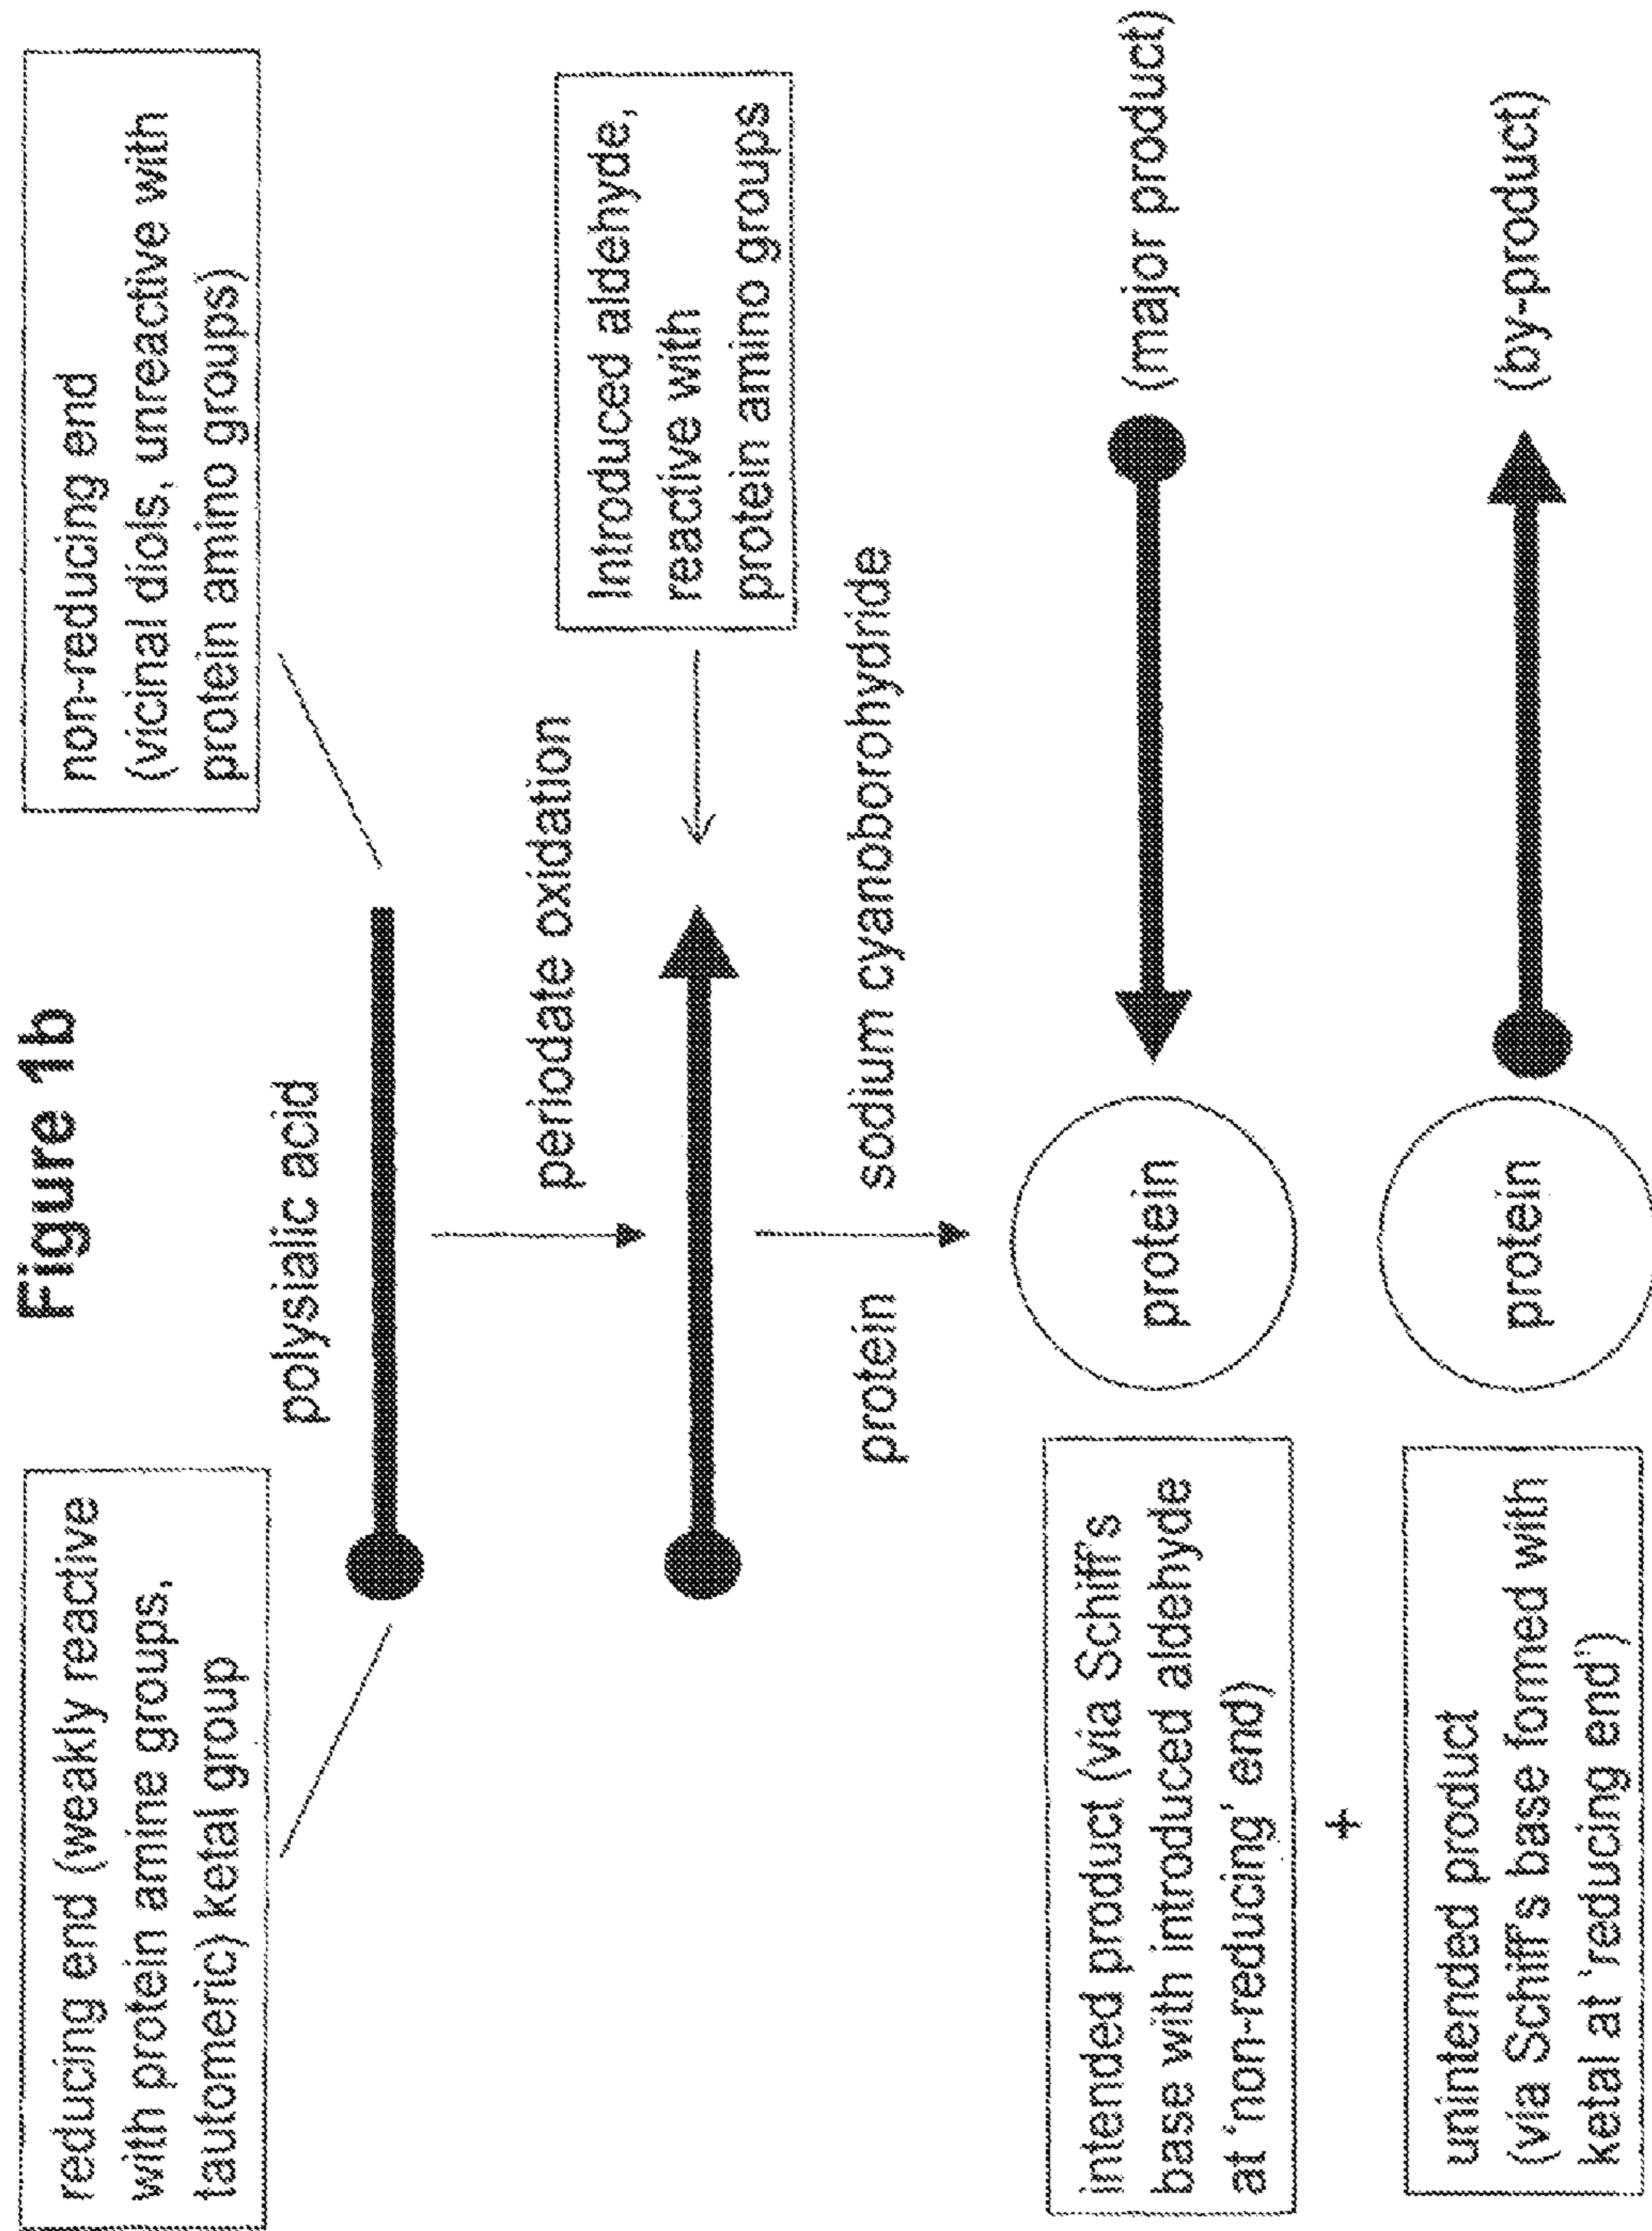 Figure 1b
reducing end (weakly reactive
with protein amine groups,
tautomeric) ketal group
polysialic acid
non-reducing end
(vicinal diols, unreactive with
protein amino groups)
periodate oxidation
Introduced aldehyde,
reactive with
protein amino groups
protein
sodium cyanoborohydride
intended product (via Schiff's
base with introduced aldehyde
at 'non-reducing' end)
protein
(major product)
+
unintended product
(via Schiff's base formed with
ketal at 'reducing end')
protein
(by-product)